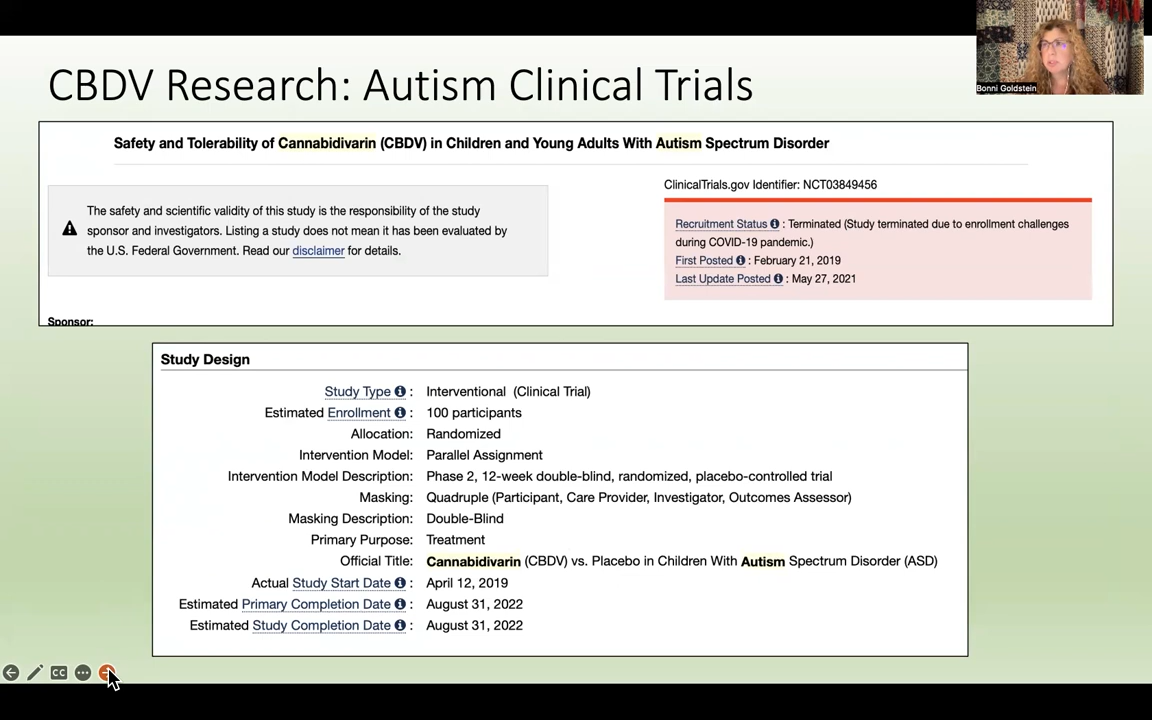 CBDV Research: Autism Clinical Trials
Bonni Goldstein
Safety and Tolerability of Cannabidivarin (CBDV) in Children and Young Adults With Autism Spectrum Disorder
The safety and scientific validity of this study is the responsibility of the study
sponsor and investigators. Listing a study does not mean it has been evaluated by
the U.S. Federal Government. Read our disclaimer for details.
ClinicalTrials.gov Identifier: NCT03849456
Recruitment Status : Terminated (Study terminated due to enrollment challenges
during COVID-19 pandemic.)
First Posted : February 21, 2019
Last Update Posted : May 27, 2021
Sponsor:
Study Design
Study Type : Interventional (Clinical Trial)
Estimated Enrollment : 100 participants
Allocation: Randomized
Intervention Model: Parallel Assignment
Intervention Model Description: Phase 2, 12-week double-blind, randomized, placebo-controlled trial
Masking: Quadruple (Participant, Care Provider, Investigator, Outcomes Assessor)
Masking Description: Double-Blind
Primary Purpose: Treatment
Official Title: Cannabidivarin (CBDV) vs. Placebo in Children With Autism Spectrum Disorder (ASD)
Actual Study Start Date : April 12, 2019
Estimated Primary Completion Date : August 31, 2022
Estimated Study Completion Date : August 31, 2022
CC